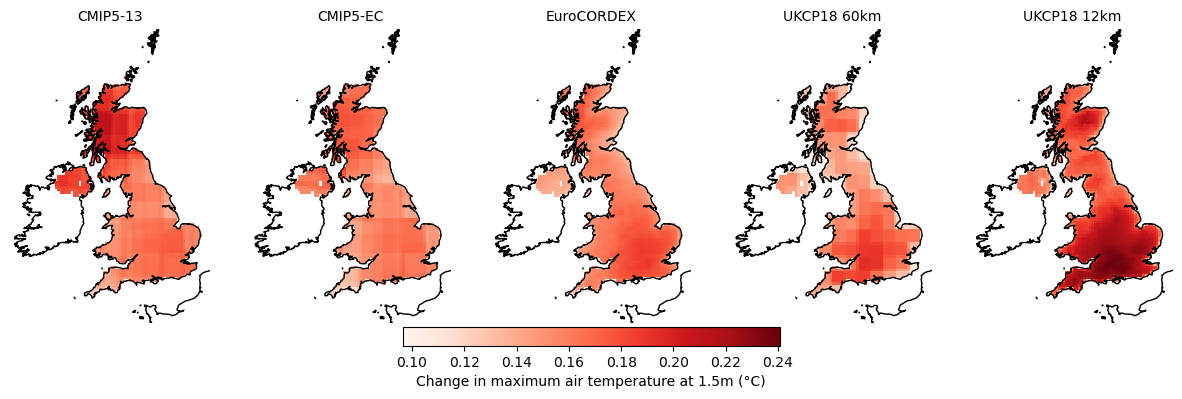 CMIP5-13
CMIP5-EC
EuroCORDEX
UKCP18 60km
UKCP18 12km
0.10 0.12 0.14 0.16 0.18 0.20 0.22 0.24
Change in maximum air temperature at 1.5m (°C)